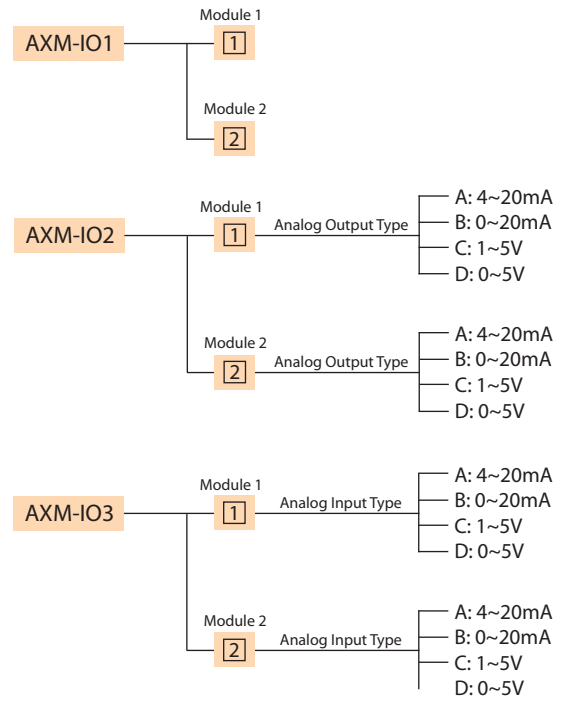 Module 1
AXM-IO1
1
Module 2
2
Module 1
AXM-IO2
1
Analog Output Type
A: 4~20mA
B: 0~20mA
C: 1~5V
D: 0~5V
Module 2
2
Analog Output Type
A: 4~20mA
B: 0~20mA
C: 1~5V
D: 0~5V
Module 1
AXM-IO3
1
Analog Input Type
A: 4~20mA
B: 0~20mA
C: 1~5V
D: 0~5V
Module 2
2
Analog Input Type
A: 4~20mA
B: 0~20mA
C: 1~5V
D: 0~5V